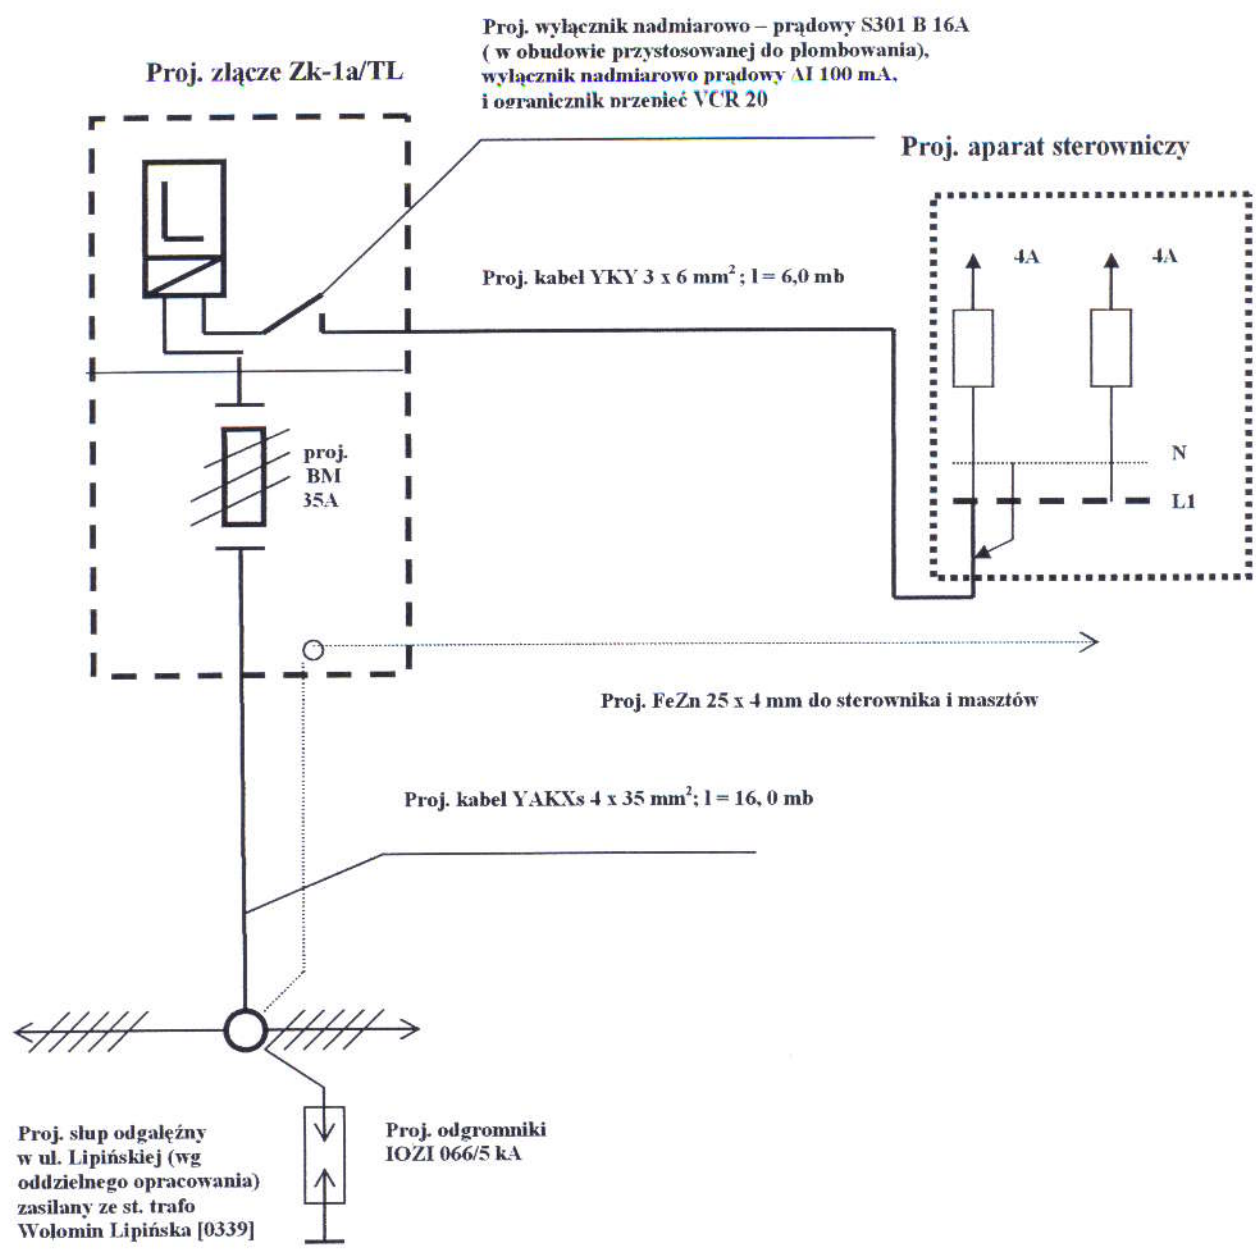 Proj. wyłącznik nadmiarowo – prądowy S301 B 16A
( w obudowie przystosowanej do plombowania),
wyłącznik nadmiarowo prądowy ΔI 100 mA,
i ogranicznik przepięć VCR 20
Proj. złącze Zk-1a/TL
Proj. aparat sterowniczy
4A
4A
Proj. kabel YKY 3 x 6 mm²; l = 6,0 mb
proj.
BM
35A
N
L1
Proj. FeZn 25 x 4 mm do sterownika i masztów
Proj. kabel YAKXs 4 x 35 mm²; l = 16, 0 mb
Proj. słup odgałęźny
w ul. Lipińskiej (wg
oddzielnego opracowania)
zasilany ze st. trafo
Wołomin Lipińska [0339]
Proj. odgromniki
IOZI 066/5 kA